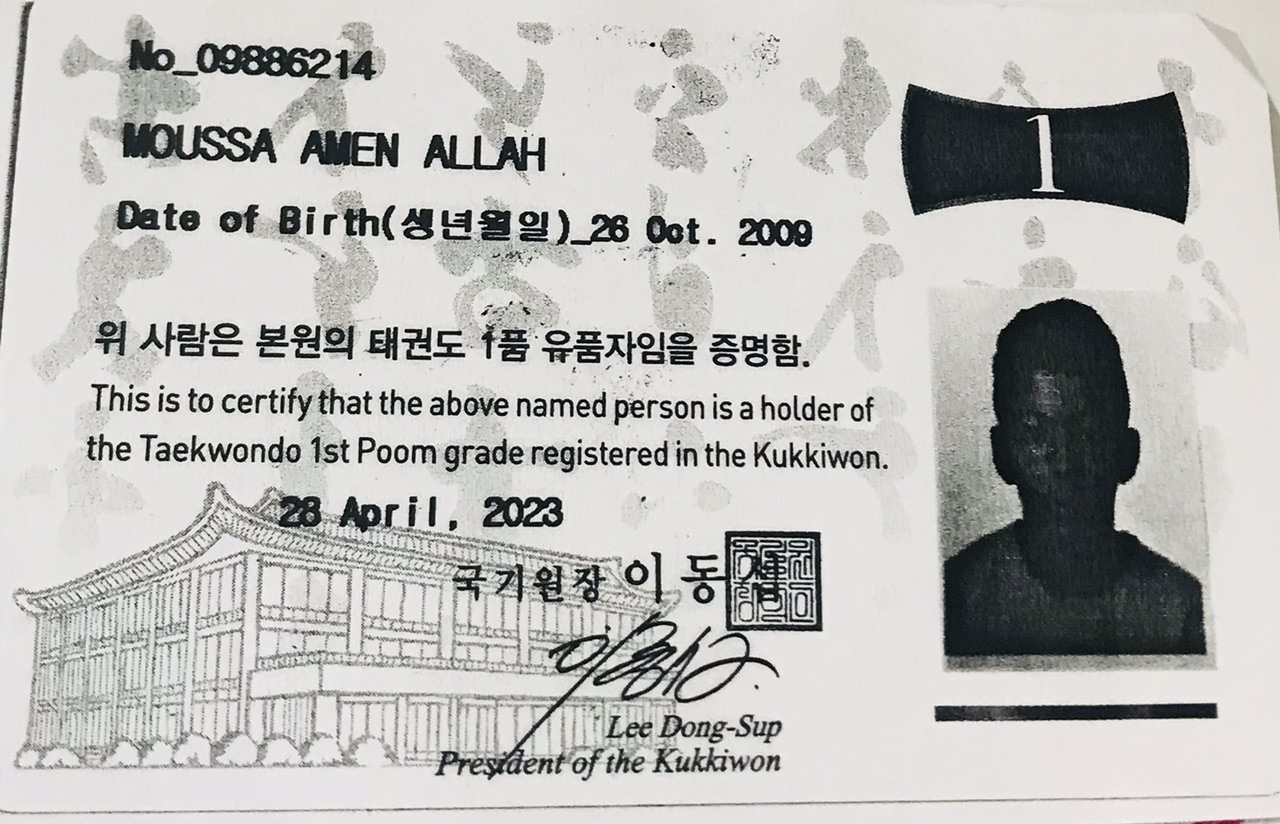 No_09886214
1
MOUSSA AMEN ALLAH
Date of Birth(생년월일)_26 Oct. 2009
위 사람은 본원의 태권도 1품 유품자임을 증명함.
This is to certify that the above named person is a holder of
the Taekwondo 1st Poom grade registered in the Kukkiwon.
28 April, 2023
국기원장 이 동
Lee Dong-Sup
President of the Kukkiwon